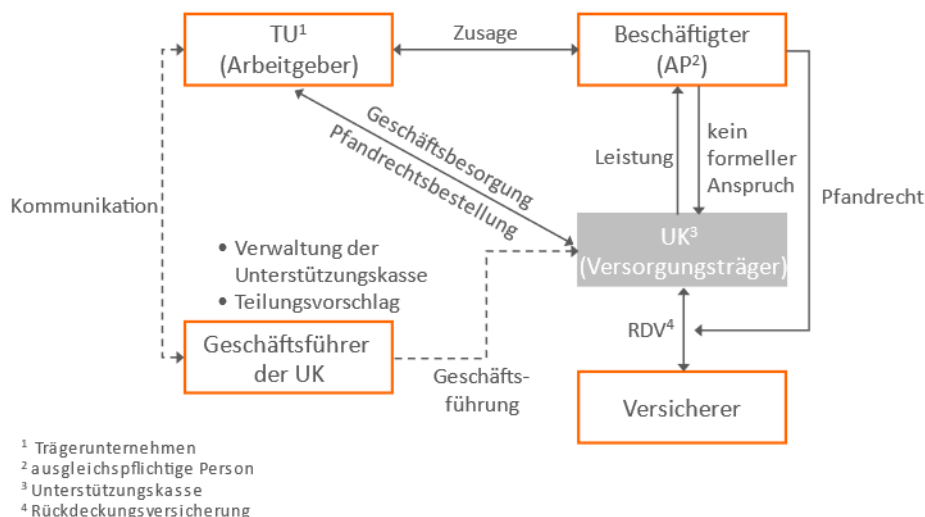 TU¹
(Arbeitgeber)
Zusage
Beschäftigter
(AP²)
Geschäftsbesorgung
Pfandrechtsbestellung
Leistung
kein
formeller
Anspruch
Pfandrecht
Kommunikation
• Verwaltung der
Unterstützungskasse
• Teilungsvorschlag
UK³
(Versorgungsträger)
RDV⁴
Geschäftsführer
der UK
Geschäfts-
führung
Versicherer
¹ Trägerunternehmen
² ausgleichspflichtige Person
³ Unterstützungskasse
⁴ Rückdeckungsversicherung